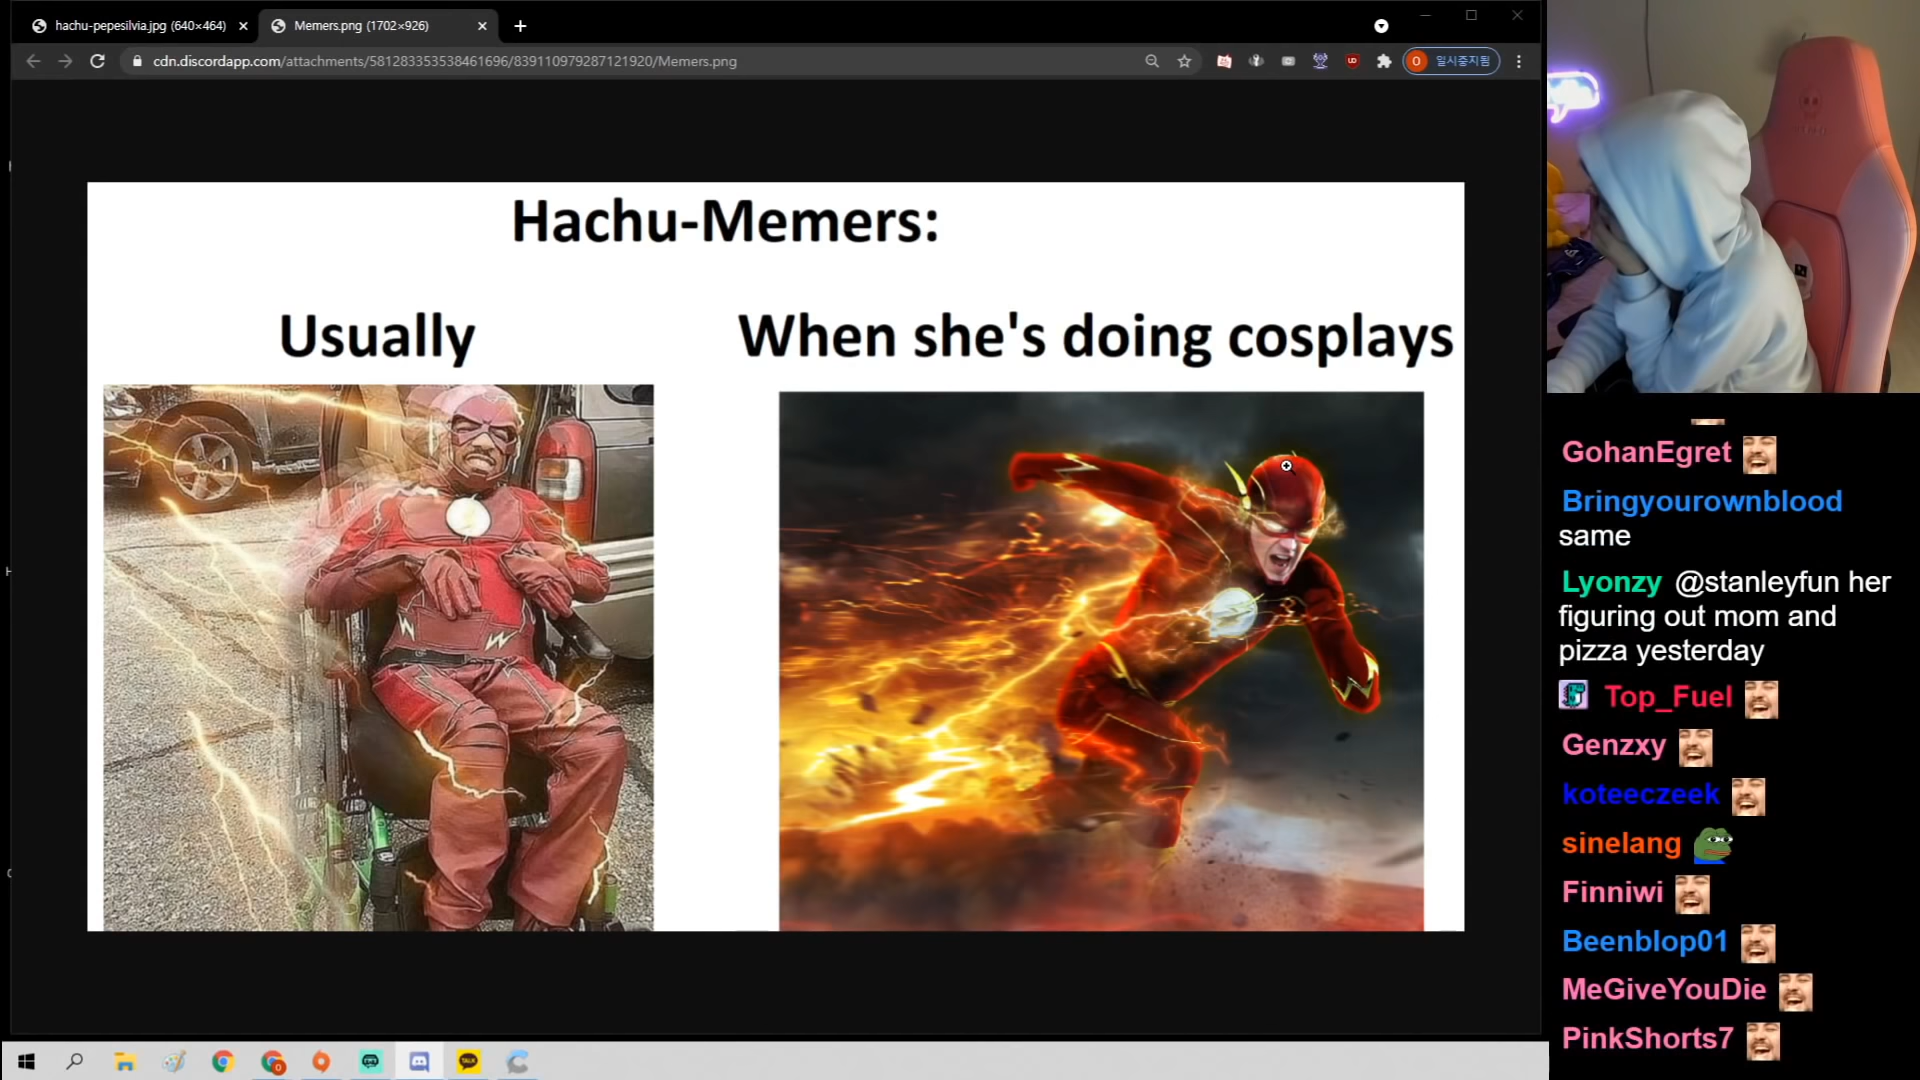 hachu-pepesilvia.jpg (640×464)
Memers.png (1702×926)
cdn.discordapp.com/attachments/581283353538461696/839110979287121920/Memers.png
O 일시중지됨
Hachu-Memers:
Usually
When she's doing cosplays
GohanEgret
Bringyourownblood
same
Lyonzy @stanleyfun her
figuring out mom and
pizza yesterday
Top_Fuel
Genzxy
koteeczeek
sinelang
Finniwi
Beenblop01
MeGiveYouDie
PinkShorts7
TALK